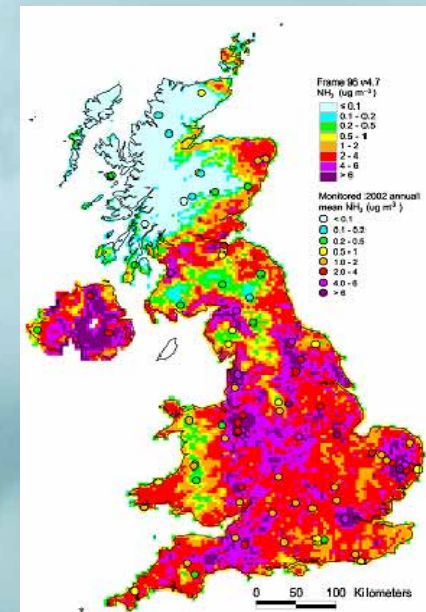 Frame 96 v4.7
NH₃ (ug m⁻³)
≤ 0.1
0.1 - 0.2
0.2 - 0.5
0.5 - 1
1 - 2
2 - 4
4 - 6
> 6
Monitored 2002 annual
mean NH₃ (ug m⁻³)
< 0.1
0.1 - 0.2
0.2 - 0.5
0.5 - 1
1.0 - 2
2.0 - 4
4.0 - 6
> 6
0 50 100 Kilometers